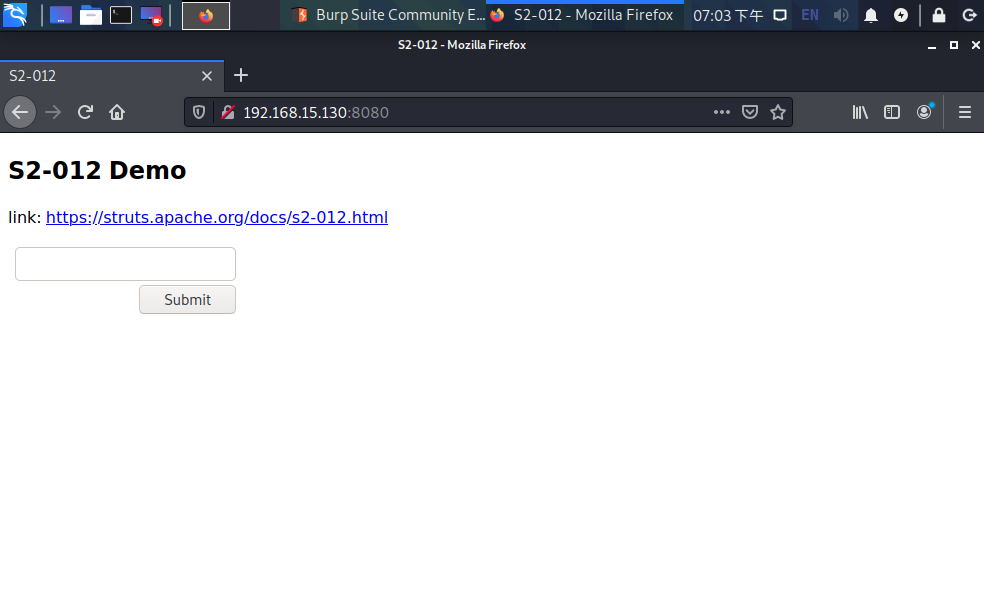 Burp Suite Community E... S2-012 - Mozilla Firefox 07:03 下午 EN
S2-012 - Mozilla Firefox
S2-012
192.168.15.130:8080
S2-012 Demo
link: https://struts.apache.org/docs/s2-012.html
Submit